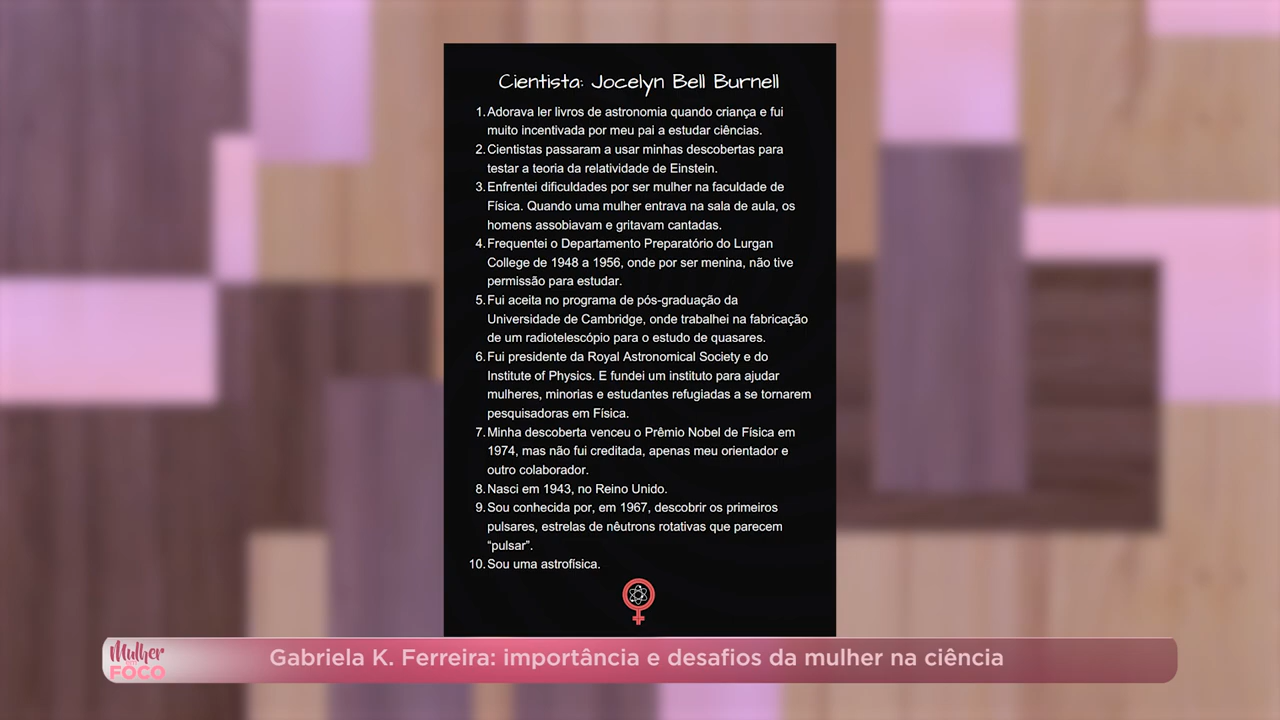 Cientista: Jocelyn Bell Burnell
1. Adorava ler livros de astronomia quando criança e fui
muito incentivada por meu pai a estudar ciências.
2. Cientistas passaram a usar minhas descobertas para
testar a teoria da relatividade de Einstein.
3. Enfrentei dificuldades por ser mulher na faculdade de
Física. Quando uma mulher entrava na sala de aula, os
homens assobiavam e gritavam cantadas.
4. Frequentei o Departamento Preparatório do Lurgan
College de 1948 a 1956, onde por ser menina, não tive
permissão para estudar.
5. Fui aceita no programa de pós-graduação da
Universidade de Cambridge, onde trabalhei na fabricação
de um radiotelescópio para o estudo de quasares.
6. Fui presidente da Royal Astronomical Society e do
Institute of Physics. E fundei um instituto para ajudar
mulheres, minorias e estudantes refugiadas a se tornarem
pesquisadoras em Física.
7. Minha descoberta venceu o Prêmio Nobel de Física em
1974, mas não fui creditada, apenas meu orientador e
outro colaborador.
8. Nasci em 1943, no Reino Unido.
9. Sou conhecida por, em 1967, descobrir os primeiros
pulsares, estrelas de nêutrons rotativas que parecem
“pulsar”.
10. Sou uma astrofísica.
Mulher
FOCO
Gabriela K. Ferreira: importância e desafios da mulher na ciência